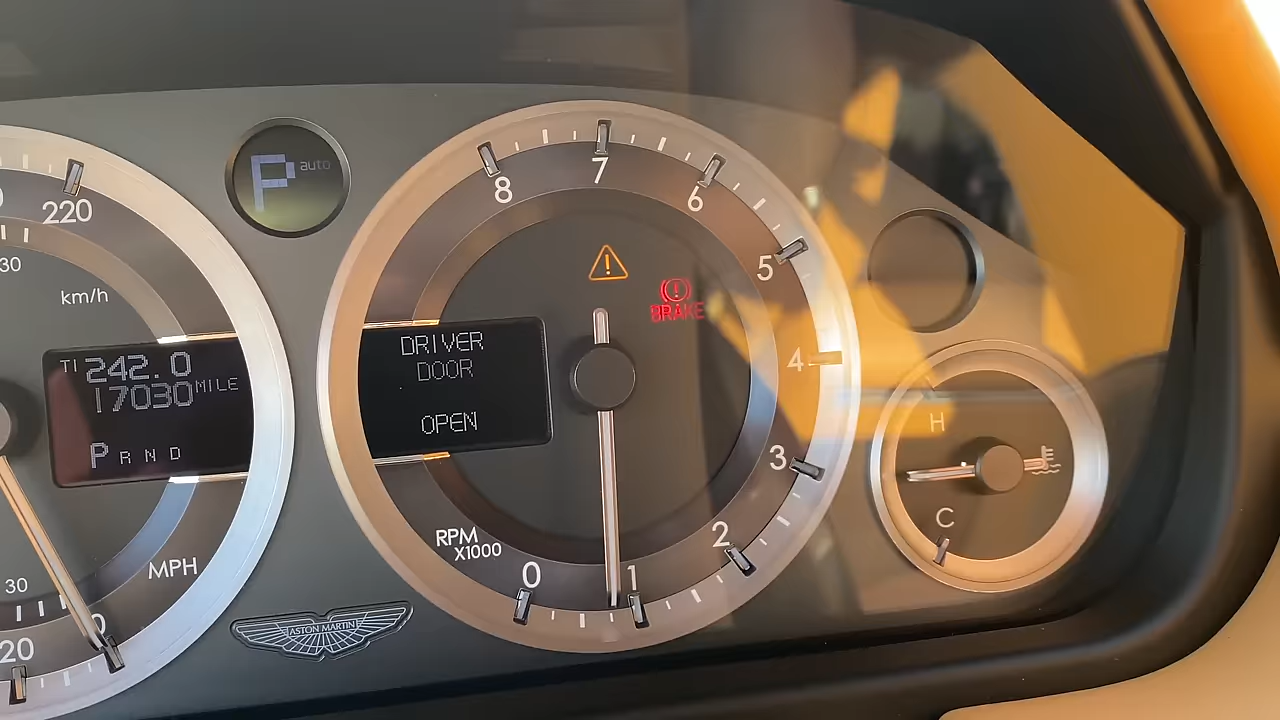 220
30
km/h
TI 242.0
17030 MILE
P R N D
30
MPH
20
0
P auto
8
7
6
5
4
3
2
1
0
BRAKE
DRIVER
DOOR
OPEN
RPM
X1000
ASTON MARTIN
H
C